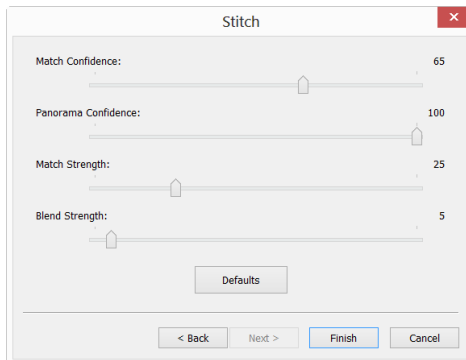 Stitch
Match Confidence: 65
Panorama Confidence: 100
Match Strength: 25
Blend Strength: 5
Defaults
< Back Next > Finish Cancel